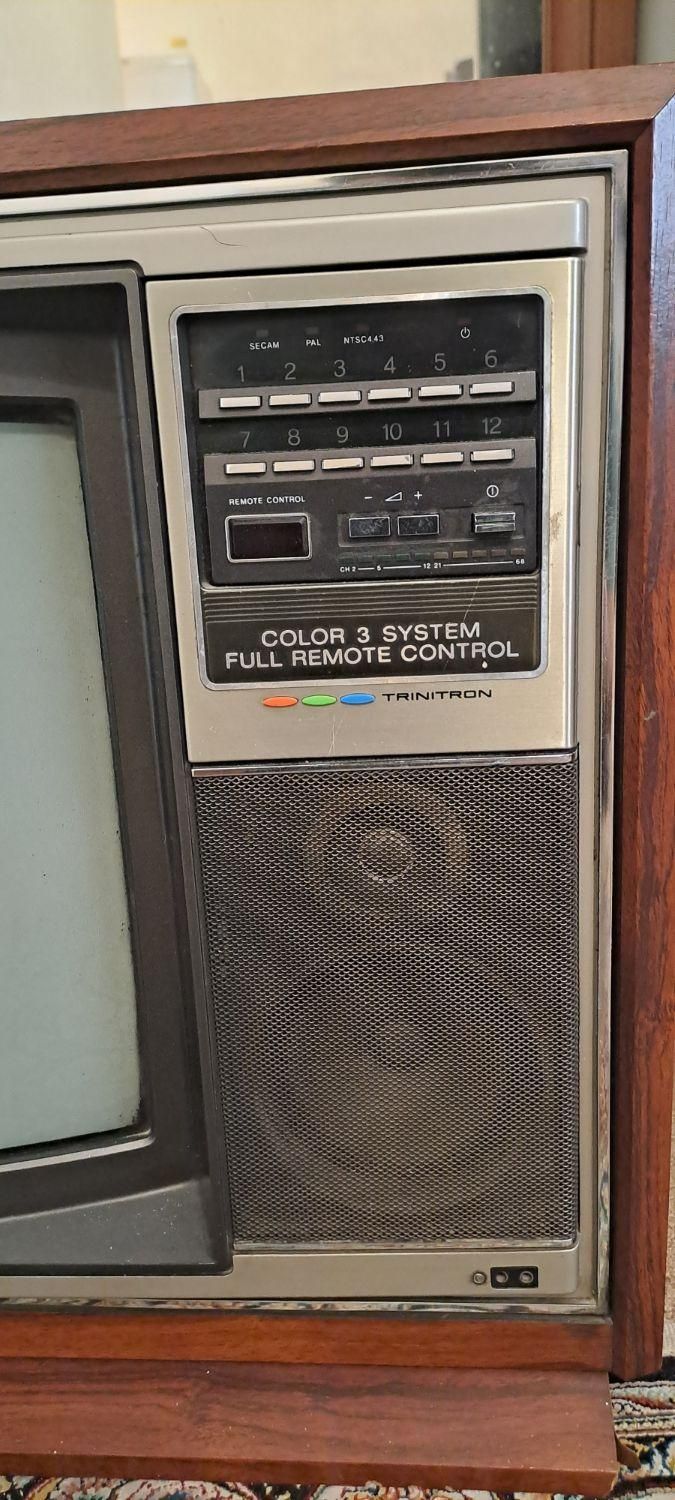 SECAM PAL NTSC4.43
1 2 3 4 5 6
7 8 9 10 11 12
REMOTE CONTROL - +
CH 2 5 12 21 68
COLOR 3 SYSTEM
FULL REMOTE CONTROL
TRINITRON